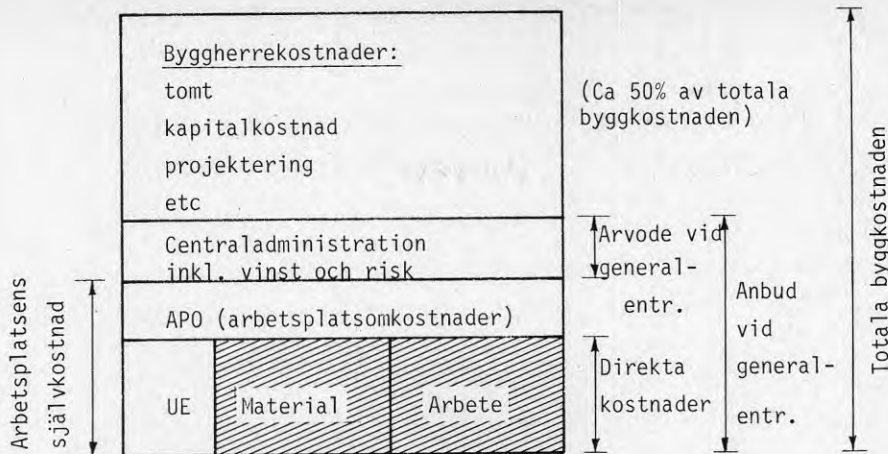 Byggherrekostnader:
tomt
kapitalkostnad
projektering
etc
(Ca 50% av totala
byggkostnaden)
Centraladministration
inkl. vinst och risk
Arvode vid
general-
entr.
APO (arbetsplatsomkostnader)
UE
Material
Arbete
Direkta
kostnader
Anbud
vid
general-
entr.
Arbetsplatsens
självkostnad
Totala byggkostnaden